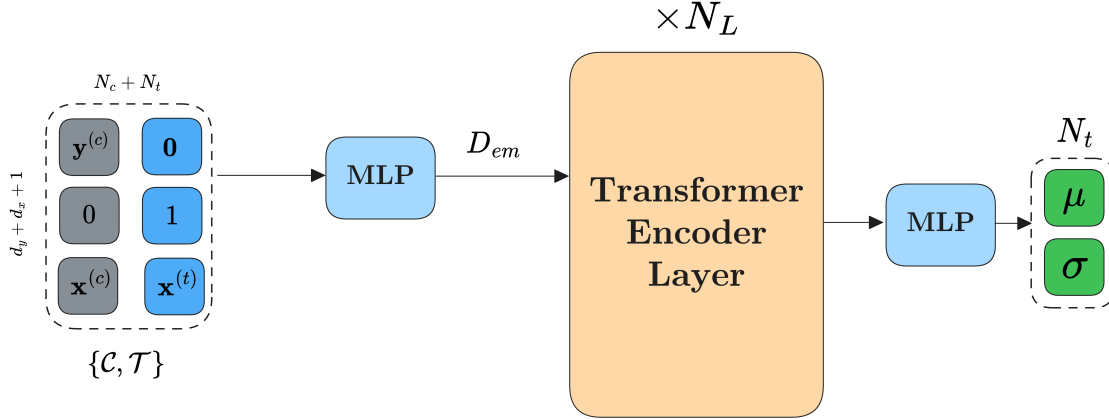 × N_L
N_c + N_t
y^(c) 0
0 1
x^(c) x^(t)
d_y + d_x + 1
{𝒞, 𝒯}
MLP
D_em
Transformer
Encoder
Layer
MLP
N_t
μ
σ